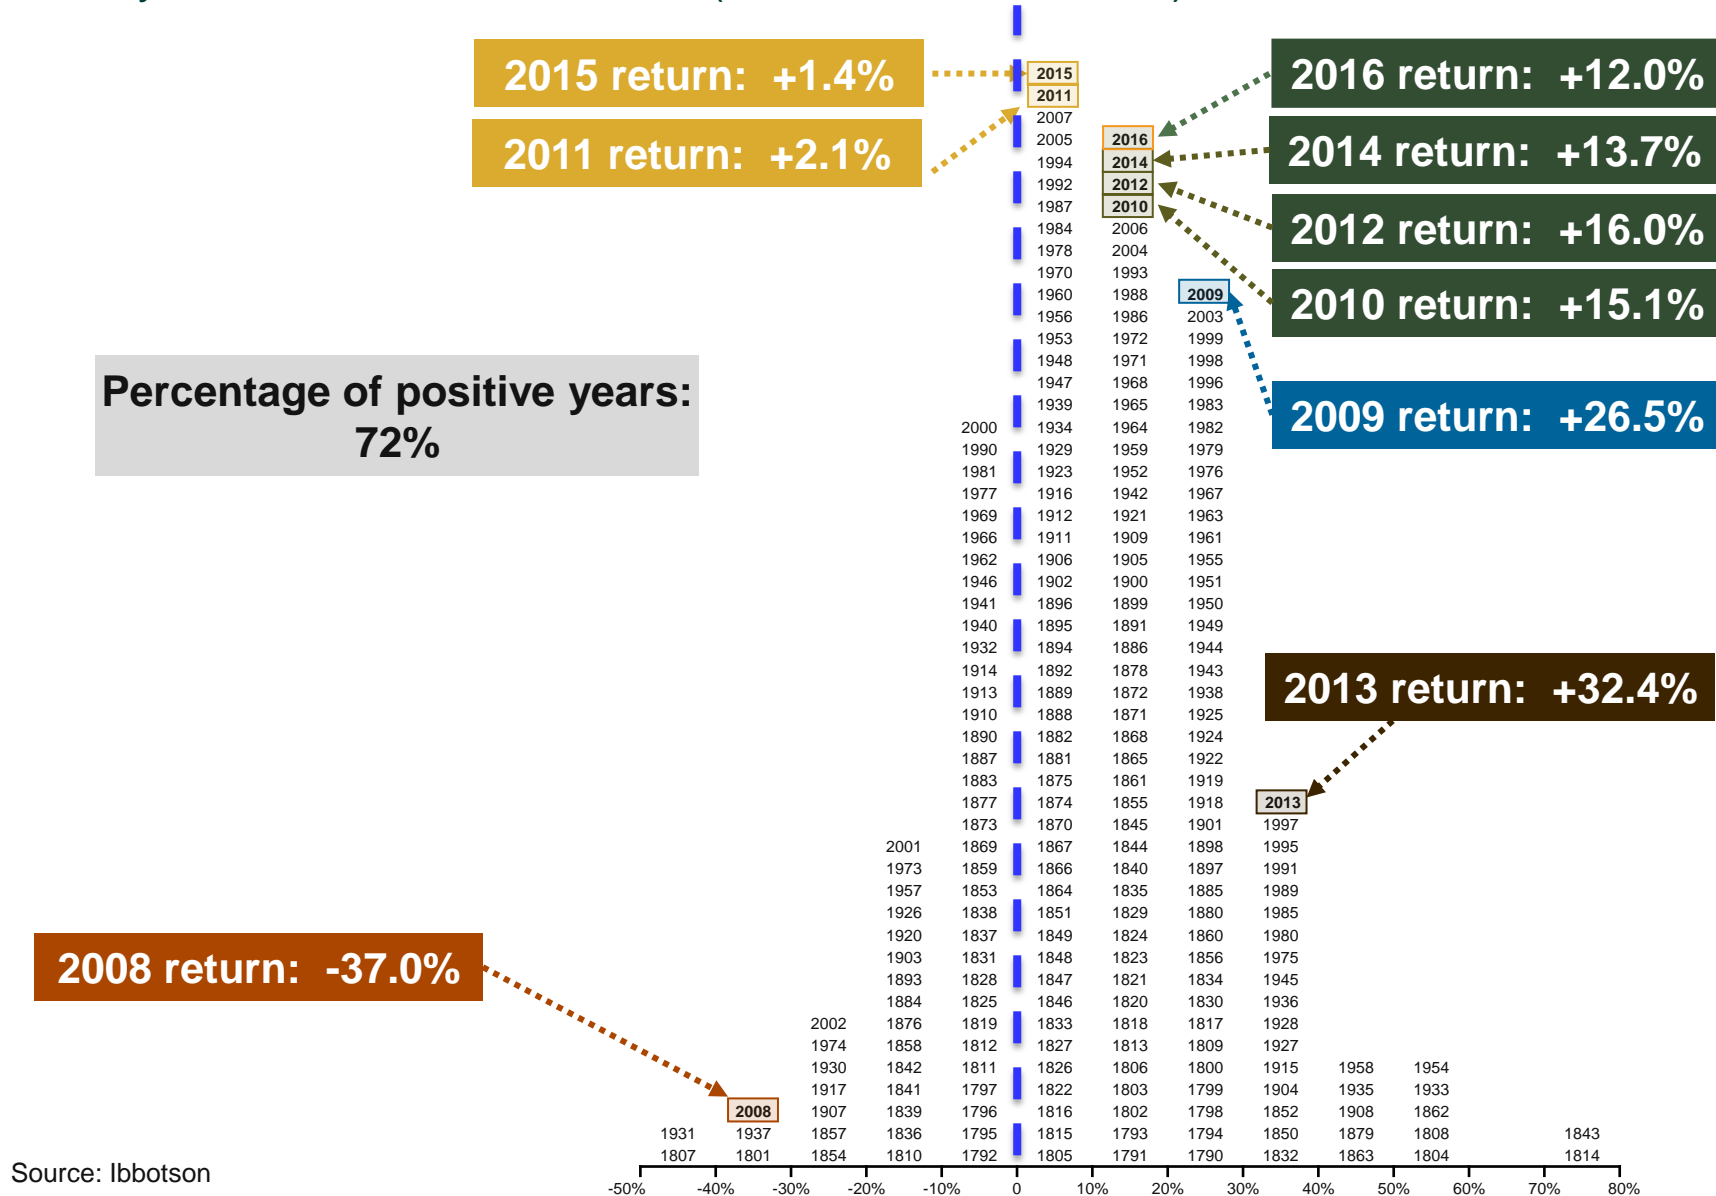 2015 return: +1.4%
2011 return: +2.1%
2016 return: +12.0%
2014 return: +13.7%
2012 return: +16.0%
2010 return: +15.1%
2009 return: +26.5%
2013 return: +32.4%
2008 return: -37.0%
Percentage of positive years:
72%
2015
2011
2007
2005 2016
1994 2014
1992 2012
1987 2010
1984 2006
1978 2004
1970 1993
1960 1988 2009
1956 1986 2003
1953 1972 1999
1948 1971 1998
1947 1968 1996
1939 1965 1983
2000 1934 1964 1982
1990 1929 1959 1979
1981 1923 1952 1976
1977 1916 1942 1967
1969 1912 1921 1963
1966 1911 1909 1961
1962 1906 1905 1955
1946 1902 1900 1951
1941 1896 1899 1950
1940 1895 1891 1949
1932 1894 1886 1944
1914 1892 1878 1943
1913 1889 1872 1938
1910 1888 1871 1925
1890 1882 1868 1924
1887 1881 1865 1922
1883 1875 1861 1919
1877 1874 1855 1918 2013
1873 1870 1845 1901 1997
2001 1869 1867 1844 1898 1995
1973 1859 1866 1840 1897 1991
1957 1853 1864 1835 1885 1989
1926 1838 1851 1829 1880 1985
1920 1837 1849 1824 1860 1980
1903 1831 1848 1823 1856 1975
1893 1828 1847 1821 1834 1945
1884 1825 1846 1820 1830 1936
2002 1876 1819 1833 1818 1817 1928
1974 1858 1812 1827 1813 1809 1927
1930 1842 1811 1826 1806 1800 1915 1958 1954
1917 1841 1797 1822 1803 1799 1904 1935 1933
2008 1907 1839 1796 1816 1802 1798 1852 1908 1862
1931 1937 1857 1836 1795 1815 1793 1794 1850 1879 1808 1843
1807 1801 1854 1810 1792 1805 1791 1790 1832 1863 1804 1814
-50% -40% -30% -20% -10% 0 10% 20% 30% 40% 50% 60% 70% 80%
Source: Ibbotson